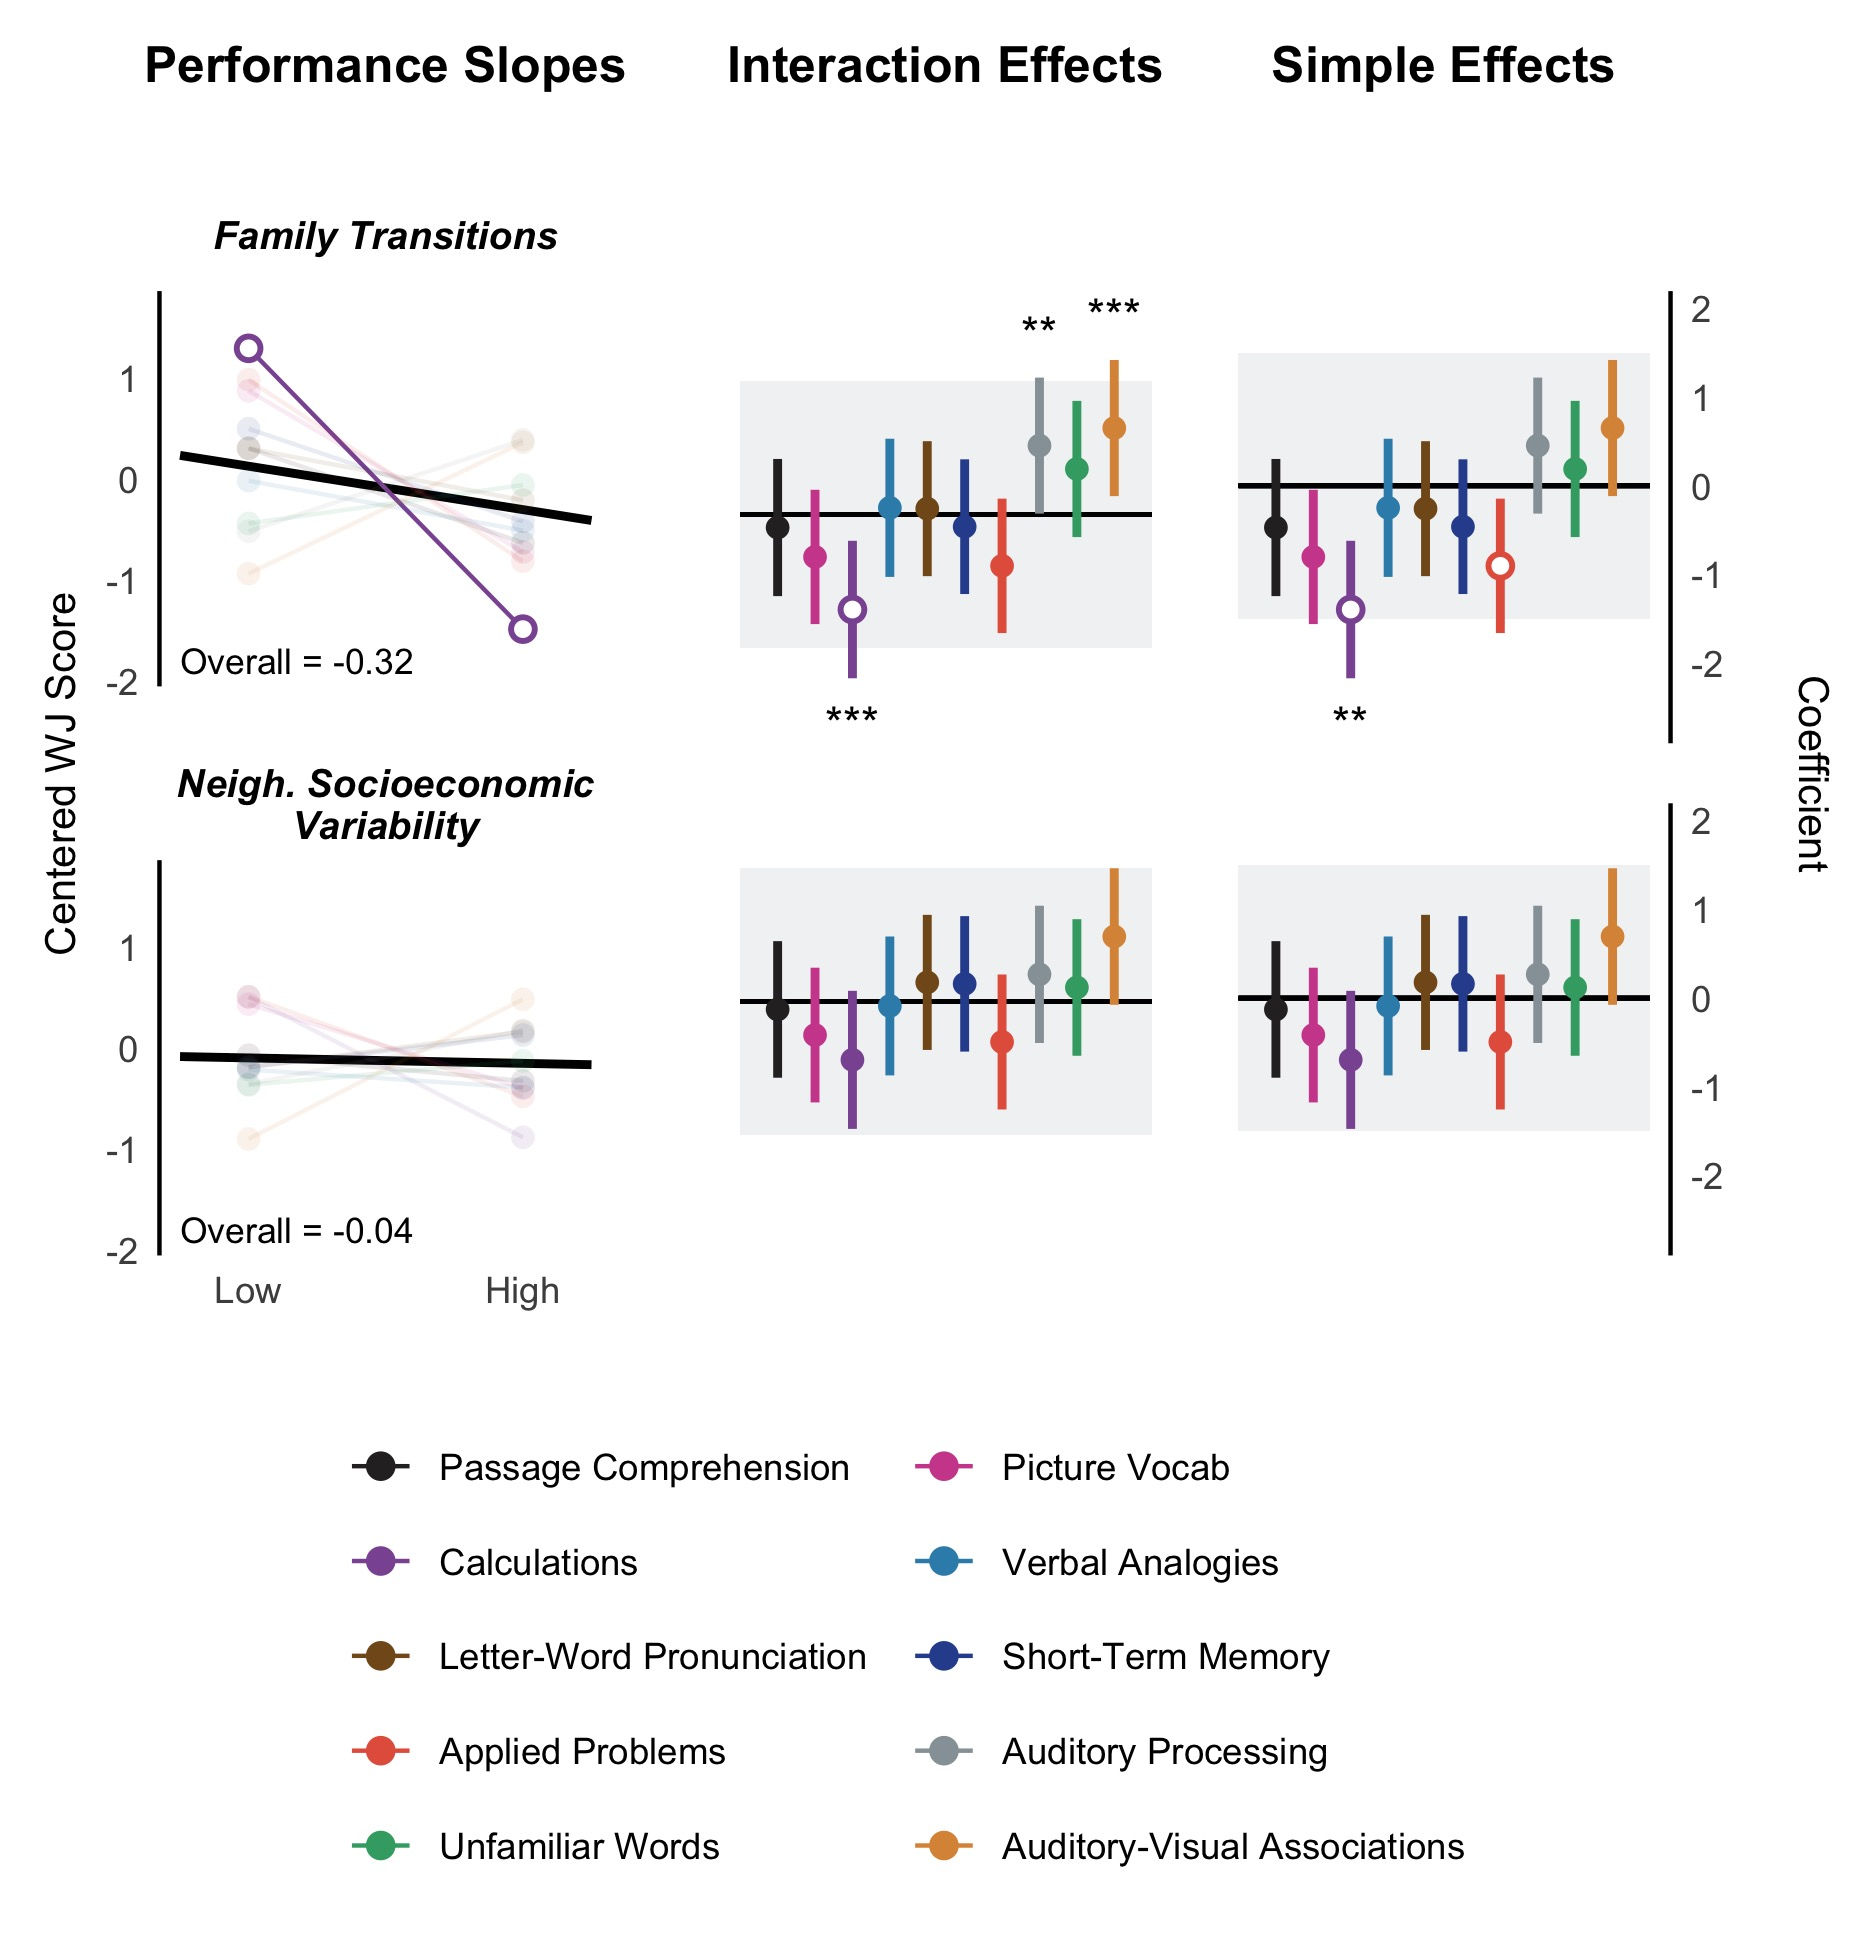 Performance Slopes
Interaction Effects
Simple Effects
Family Transitions
Centered WJ Score
1
0
-1
-2
Overall = -0.32
***
**
***
**
2
1
0
-1
-2
Coefficient
Neigh. Socioeconomic
Variability
1
0
-1
-2
Overall = -0.04
Low
High
2
1
0
-1
-2
Passage Comprehension
Picture Vocab
Calculations
Verbal Analogies
Letter-Word Pronunciation
Short-Term Memory
Applied Problems
Auditory Processing
Unfamiliar Words
Auditory-Visual Associations